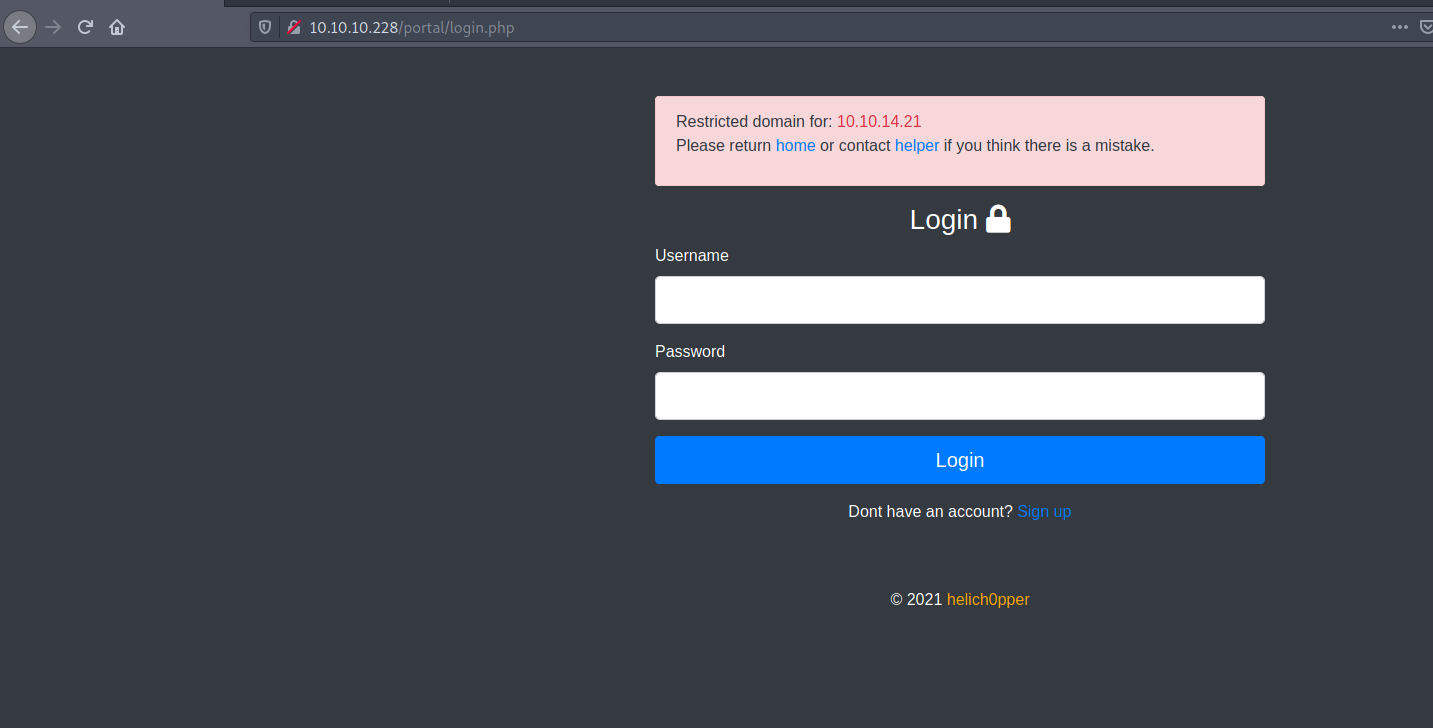 10.10.10.228/portal/login.php
Restricted domain for: 10.10.14.21
Please return home or contact helper if you think there is a mistake.
Login
Username
Password
Login
Dont have an account? Sign up
© 2021 helich0pper